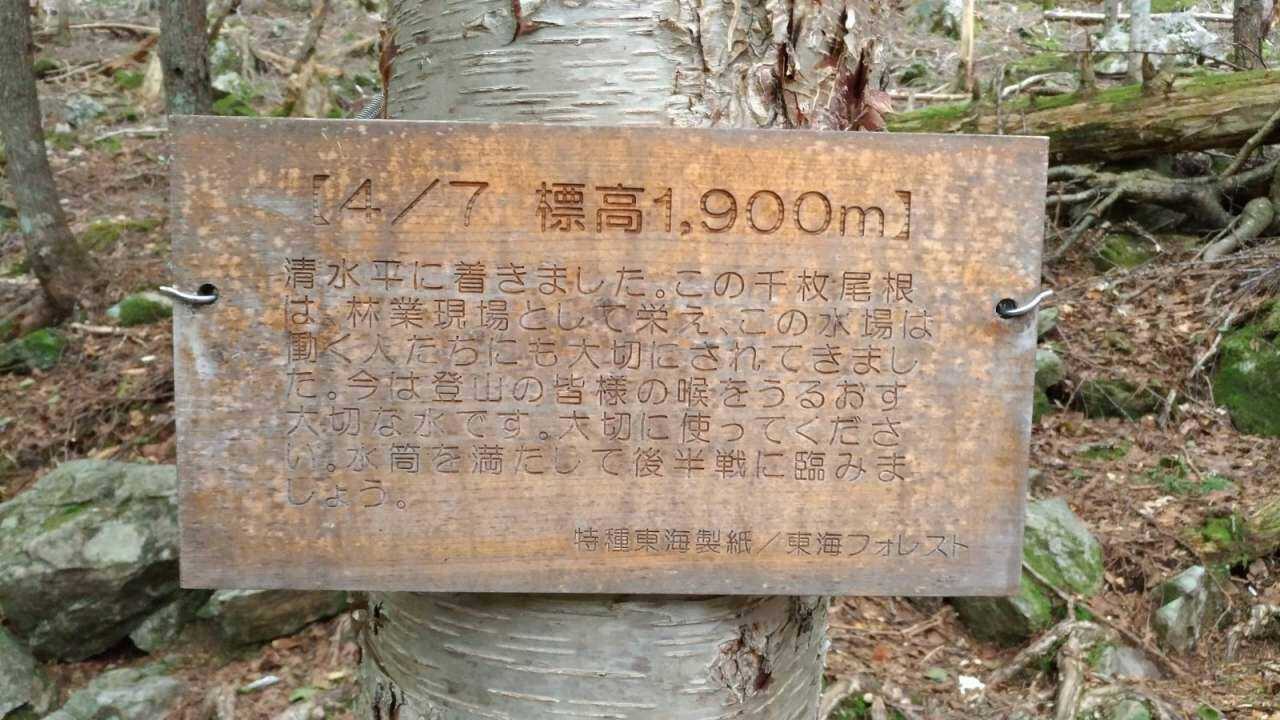 【4/7 標高1,900m】
清水平に着きました。この千枚尾根
は、林業現場として栄え、この水場は
働く人たちにも大切にされてきまし
た。今は登山の皆様の喉をうるおす
大切な水です。大切に使ってくださ
い。水筒を満たして後半戦に臨みま
しょう。
特種東海製紙/東海フォレスト